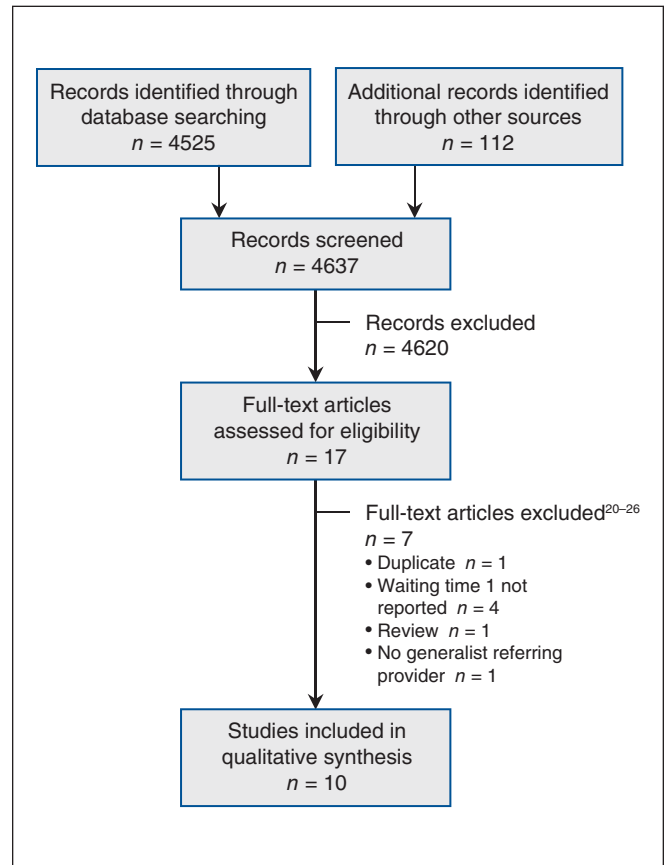 Records identified through
database searching
n = 4525
Additional records identified
through other sources
n = 112
Records screened
n = 4637
Records excluded
n = 4620
Full-text articles
assessed for eligibility
n = 17
Full-text articles excluded20–26
n = 7
• Duplicate n = 1
• Waiting time 1 not
reported n = 4
• Review n = 1
• No generalist referring
provider n = 1
Studies included in
qualitative synthesis
n = 10